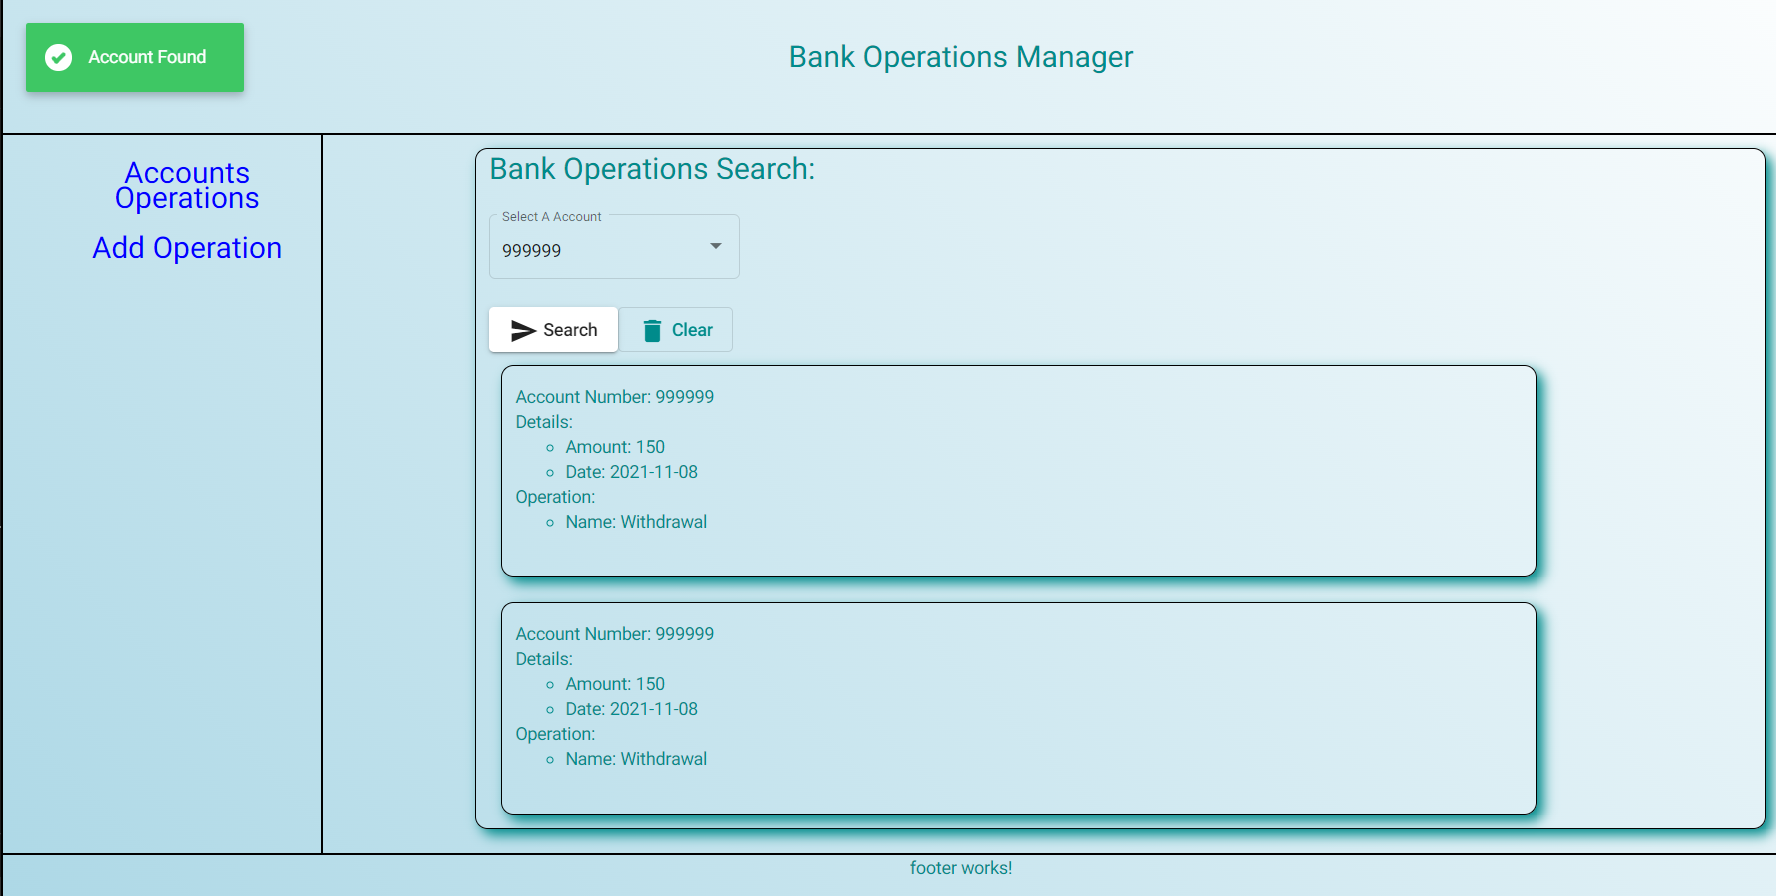 Account Found
Bank Operations Manager
Accounts
Operations
Add Operation
Bank Operations Search:
Select A Account
999999
Search
Clear
Account Number: 999999
Details:
Amount: 150
Date: 2021-11-08
Operation:
Name: Withdrawal
Account Number: 999999
Details:
Amount: 150
Date: 2021-11-08
Operation:
Name: Withdrawal
footer works!